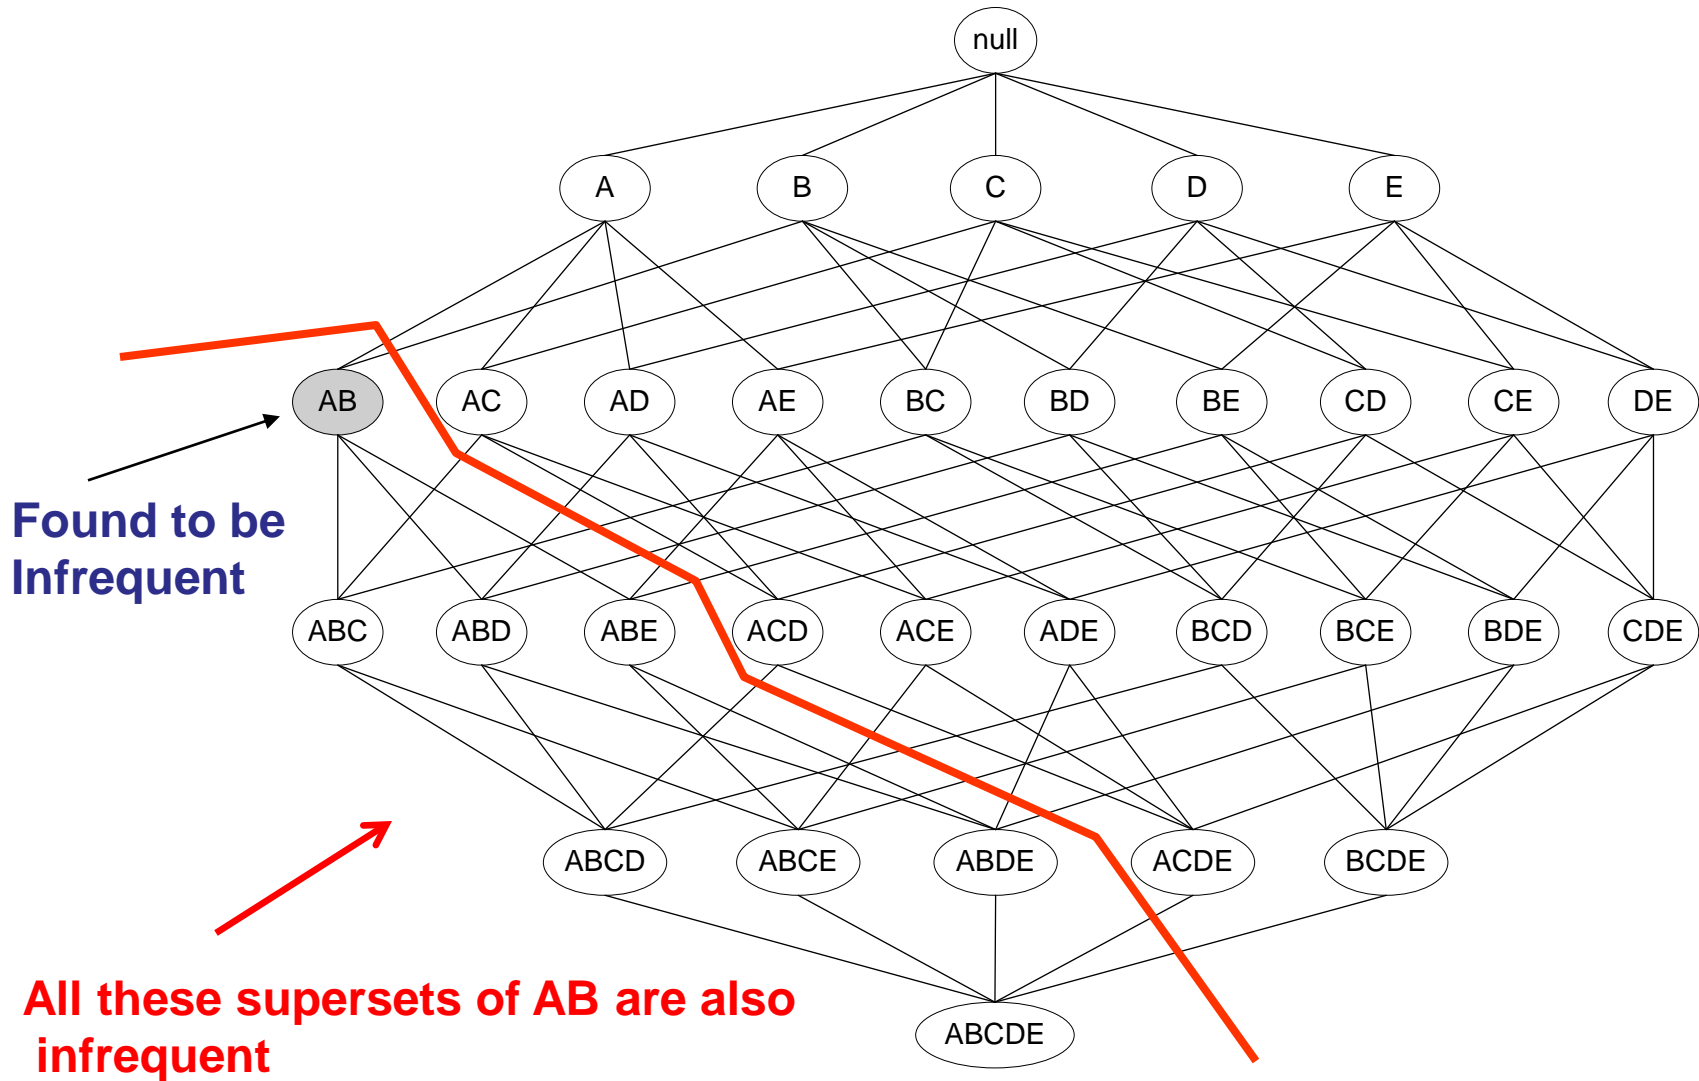 null
A B C D E
AB AC AD AE BC BD BE CD CE DE
Found to be
Infrequent
ABC ABD ABE ACD ACE ADE BCD BCE BDE CDE
ABCD ABCE ABDE ACDE BCDE
All these supersets of AB are also
infrequent
ABCDE